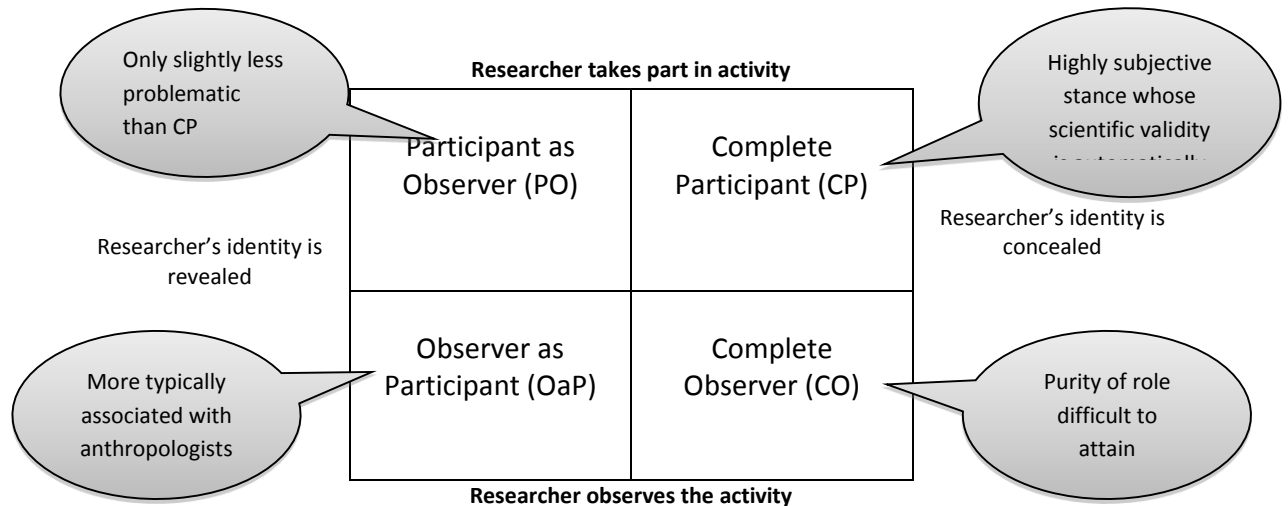 Only slightly less
problematic
than CP
Researcher takes part in activity
Highly subjective
stance whose
scientific validity
Participant as
Observer (PO)
Complete
Participant (CP)
Researcher’s identity is
revealed
Researcher’s identity is
concealed
Observer as
Participant (OaP)
Complete
Observer (CO)
More typically
associated with
anthropologists
Purity of role
difficult to
attain
Researcher observes the activity